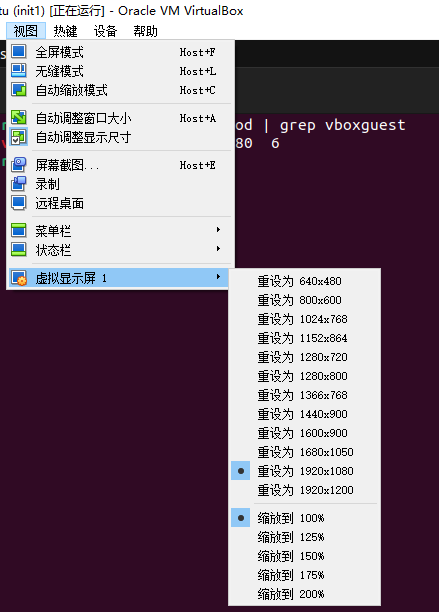 tu (init1) [正在运行] - Oracle VM VirtualBox
视图 热键 设备 帮助
全屏模式 Host+F
无缝模式 Host+L
自动缩放模式 Host+C
自动调整窗口大小 Host+A
od | grep vboxguest
自动调整显示尺寸
80 6
屏幕截图... Host+E
录制
远程桌面
菜单栏
状态栏
虚拟显示屏 1
重设为 640x480
重设为 800x600
重设为 1024x768
重设为 1152x864
重设为 1280x720
重设为 1280x800
重设为 1366x768
重设为 1440x900
重设为 1600x900
重设为 1680x1050
重设为 1920x1080
重设为 1920x1200
缩放到 100%
缩放到 125%
缩放到 150%
缩放到 175%
缩放到 200%